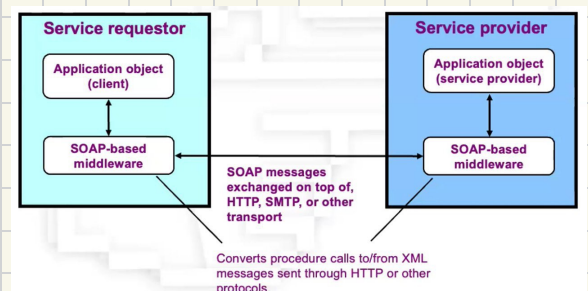 Service requestor
Application object
(client)
SOAP-based
middleware
Service provider
Application object
(service provider)
SOAP-based
middleware
SOAP messages
exchanged on top of,
HTTP, SMTP, or other
transport
Converts procedure calls to/from XML
messages sent through HTTP or other
protocols